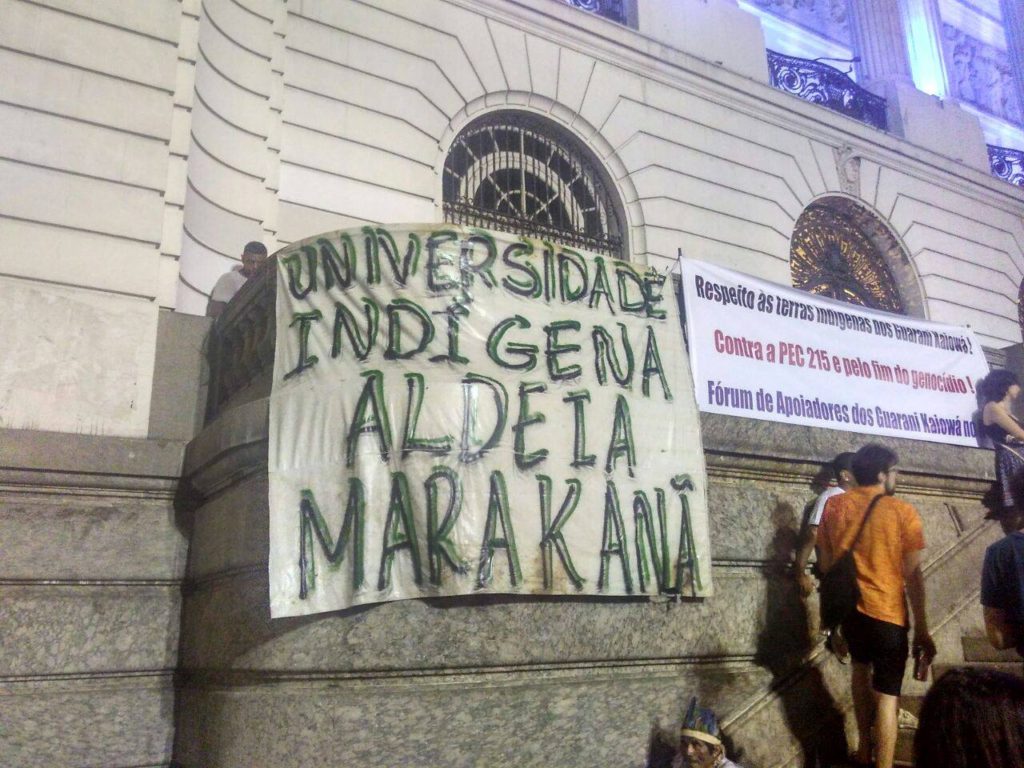 UNIVERSIDADE
INDÍGENA
ALDEIA
MARAKANÃ
Respeito às terras indígenas dos Guarani Kaiowá!
Contra a PEC 215 e pelo fim do genocídio !
Fórum de Apoiadores dos Guarani Kaiowá no